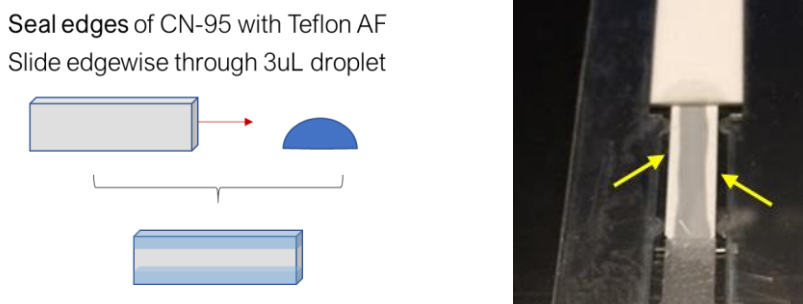 Seal edges of CN-95 with Teflon AF
Slide edgewise through 3uL droplet